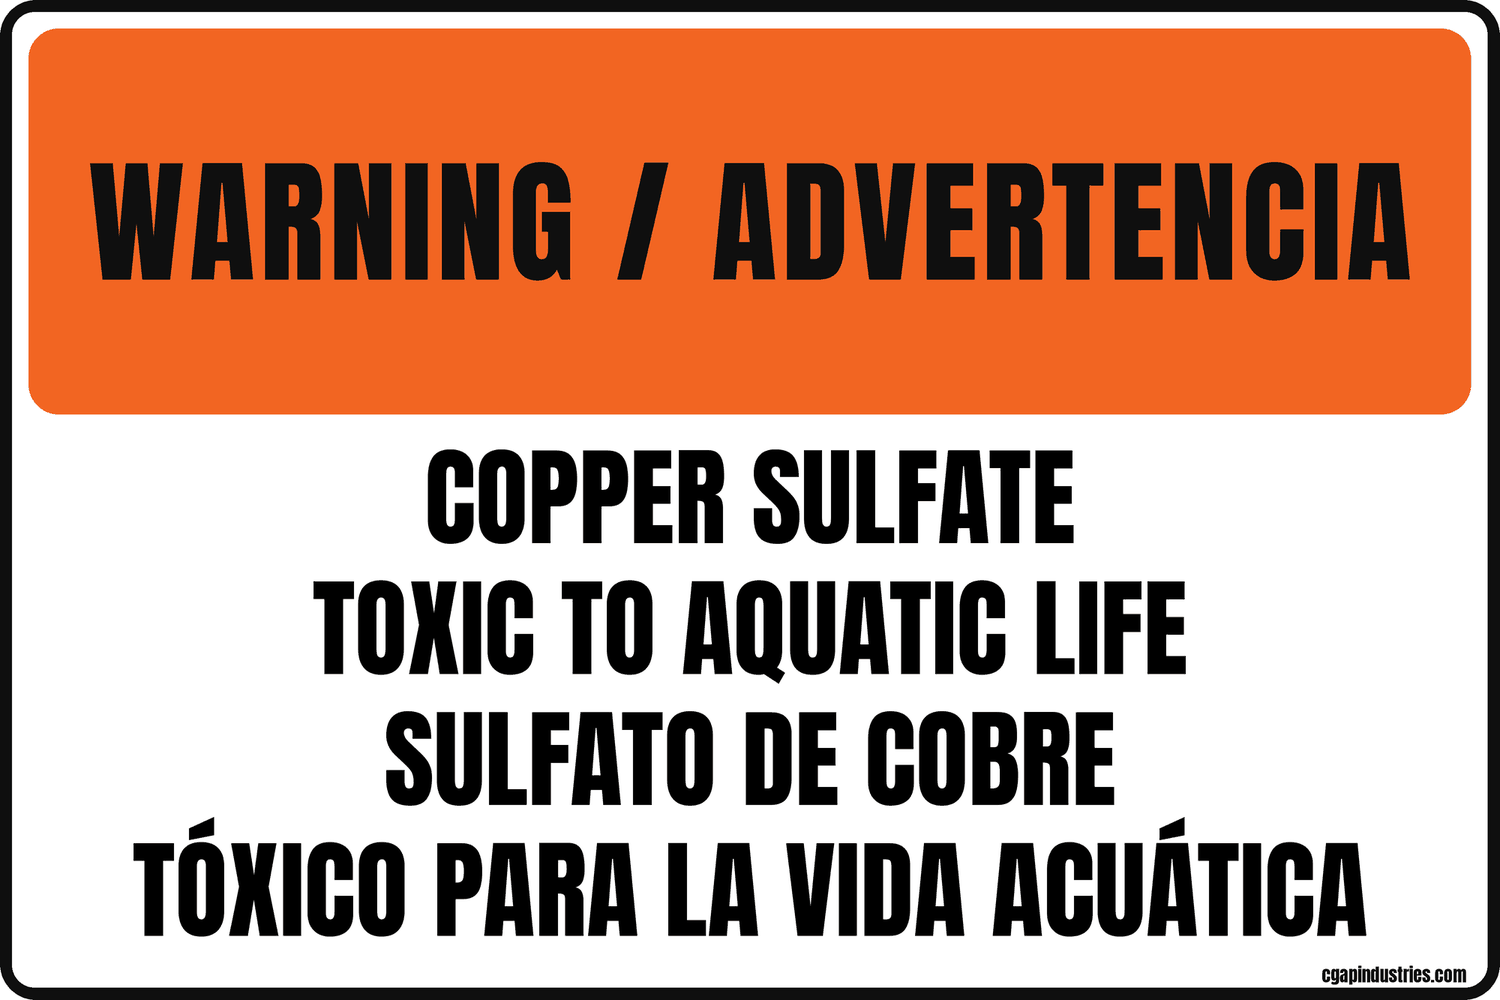 WARNING / ADVERTENCIA
COPPER SULFATE
TOXIC TO AQUATIC LIFE
SULFATO DE COBRE
TÓXICO PARA LA VIDA ACUÁTICA
cgapindustries.com